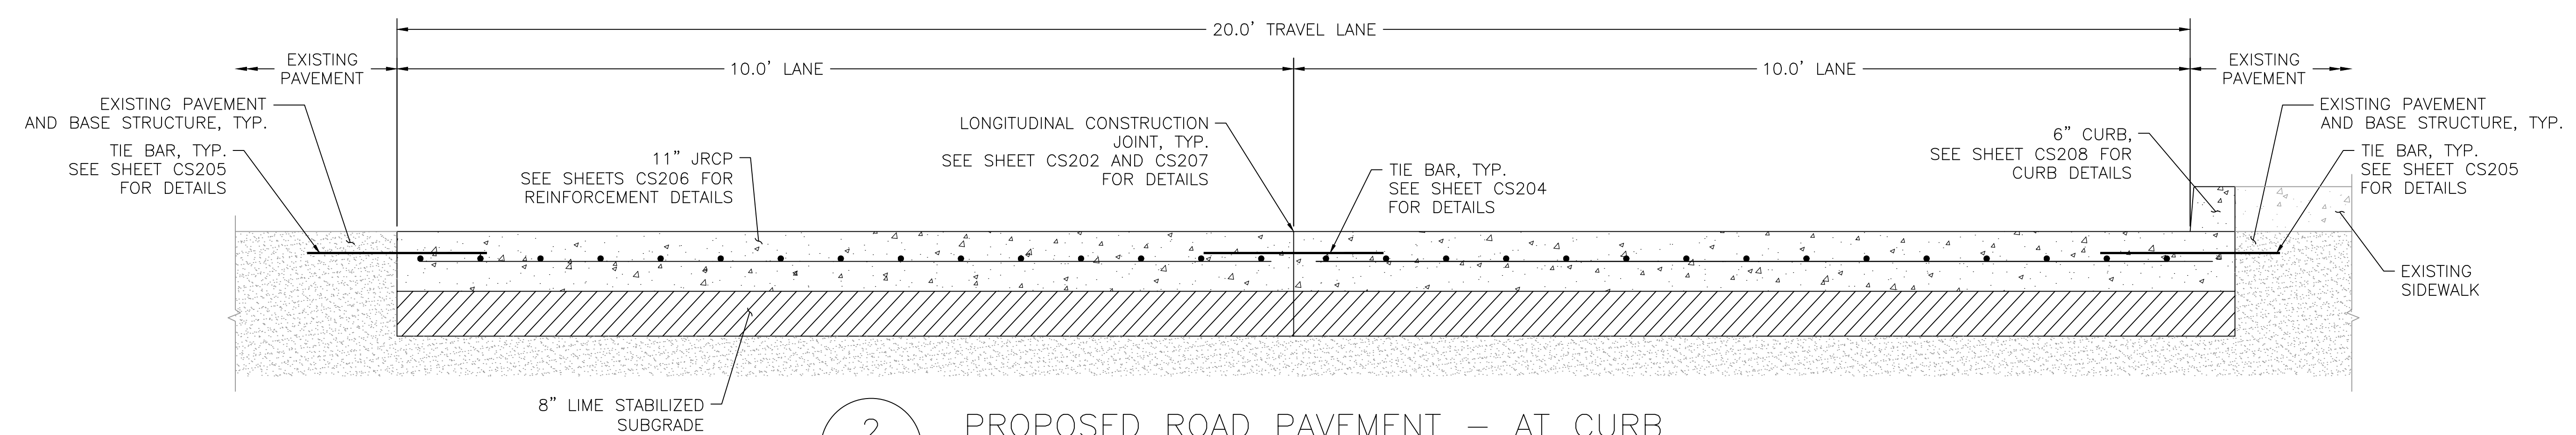 20.0' TRAVEL LANE
EXISTING
PAVEMENT
10.0' LANE
10.0' LANE
EXISTING
PAVEMENT
EXISTING PAVEMENT
AND BASE STRUCTURE, TYP.
TIE BAR, TYP.
SEE SHEET CS205
FOR DETAILS
11" JRCP
SEE SHEETS CS206 FOR
REINFORCEMENT DETAILS
LONGITUDINAL CONSTRUCTION
JOINT, TYP.
SEE SHEET CS202 AND CS207
FOR DETAILS
TIE BAR, TYP.
SEE SHEET CS204
FOR DETAILS
6" CURB,
SEE SHEET CS208 FOR
CURB DETAILS
EXISTING PAVEMENT
AND BASE STRUCTURE, TYP.
TIE BAR, TYP.
SEE SHEET CS205
FOR DETAILS
EXISTING
SIDEWALK
8" LIME STABILIZED
SUBGRADE
2
PROPOSED ROAD PAVEMENT – AT CURB